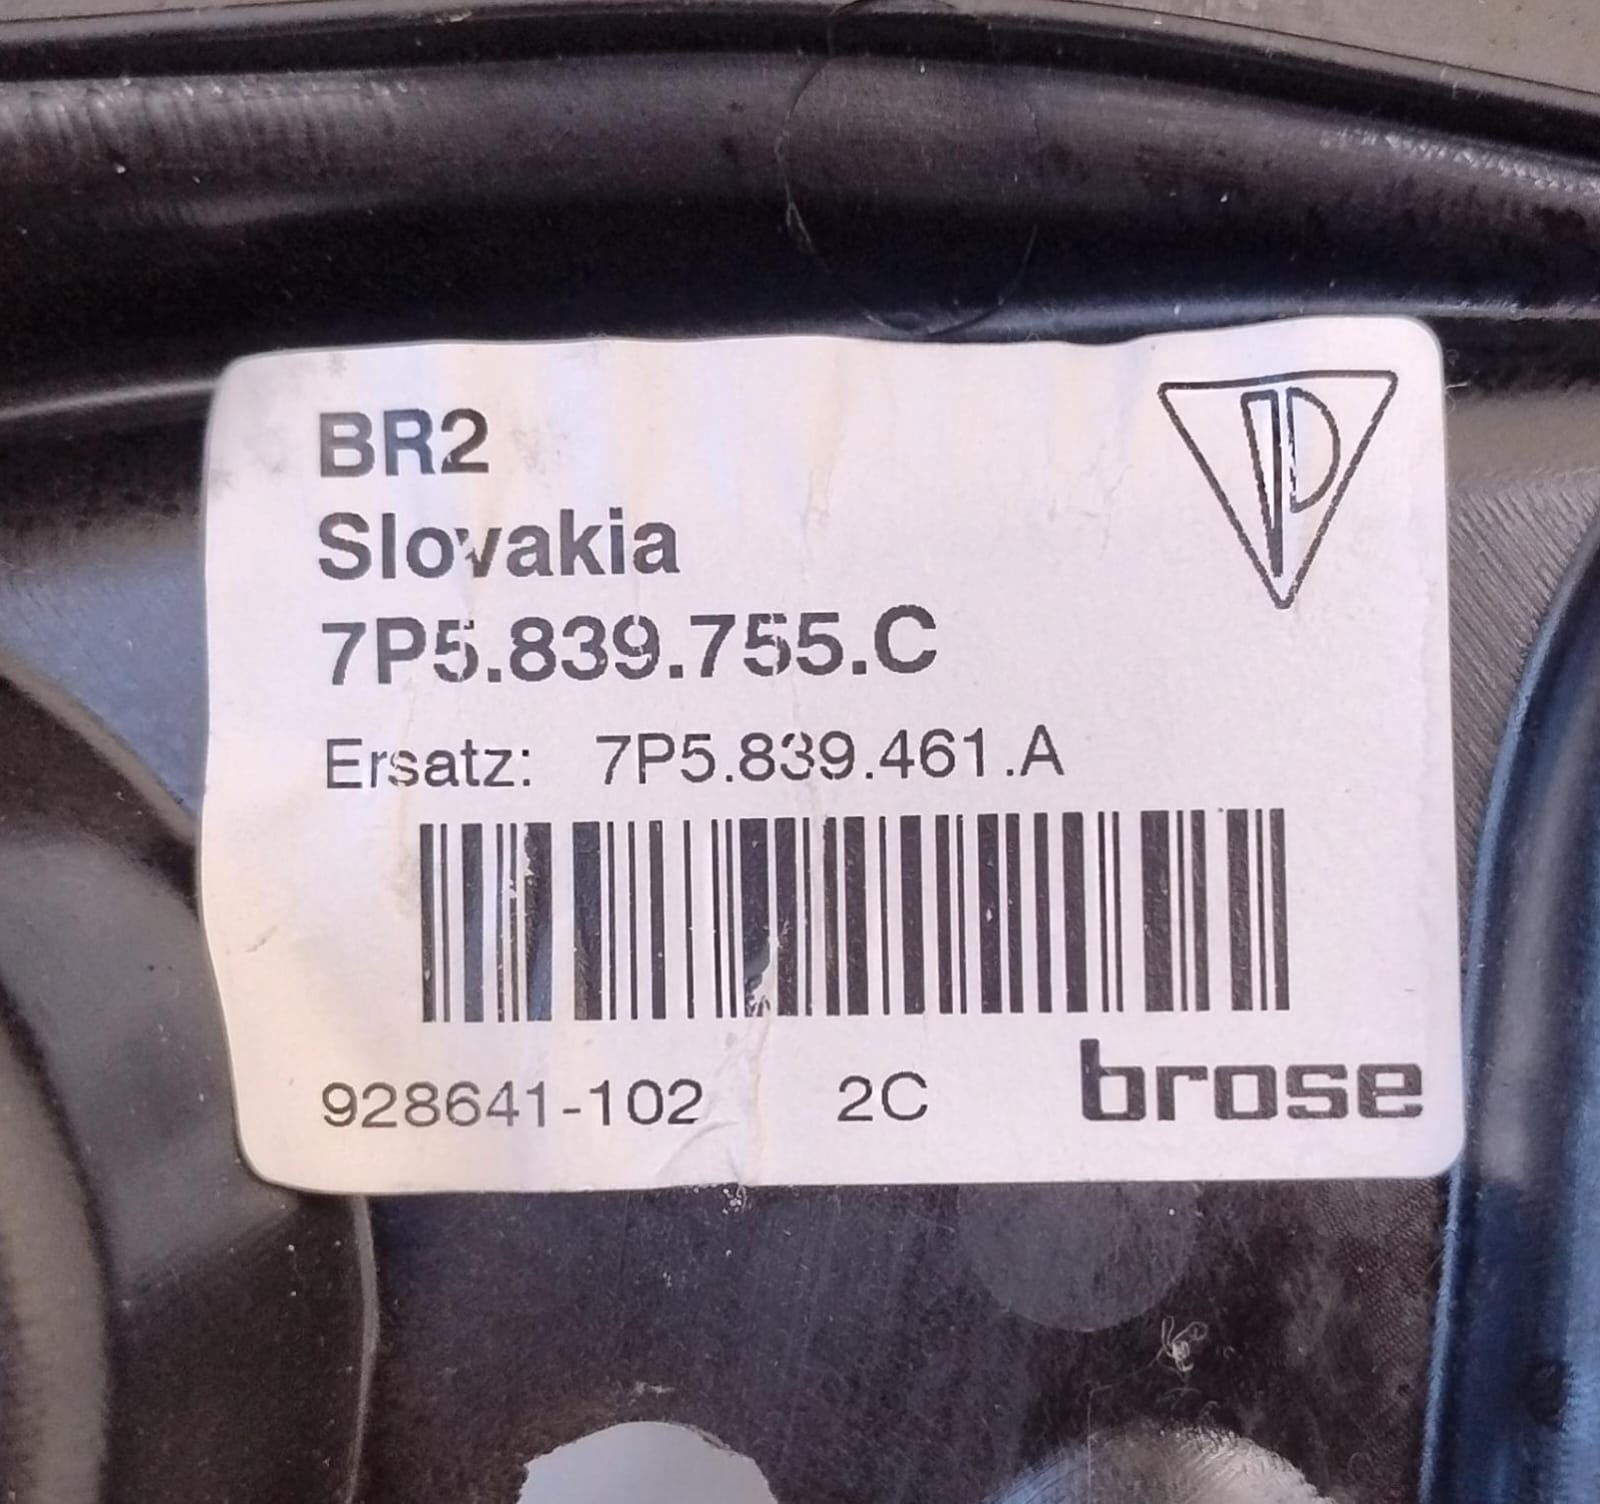 BR2
Slovakia
7P5.839.755.C
Ersatz: 7P5.839.461.A
928641-102 2C brose